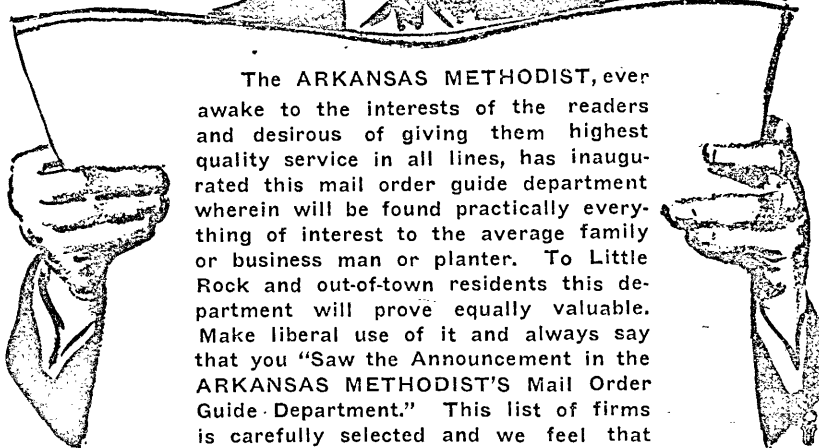 The ARKANSAS METHODIST, ever
awake to the interests of the readers
and desirous of giving them highest
quality service in all lines, has inaugu-
rated this mail order guide department
wherein will be found practically every-
thing of interest to the average family
or business man or planter. To Little
Rock and out-of-town residents this de-
partment will prove equally valuable.
Make liberal use of it and always say
that you “Saw the Announcement in the
ARKANSAS METHODIST'S Mail Order
Guide Department.” This list of firms
is carefully selected and we feel that